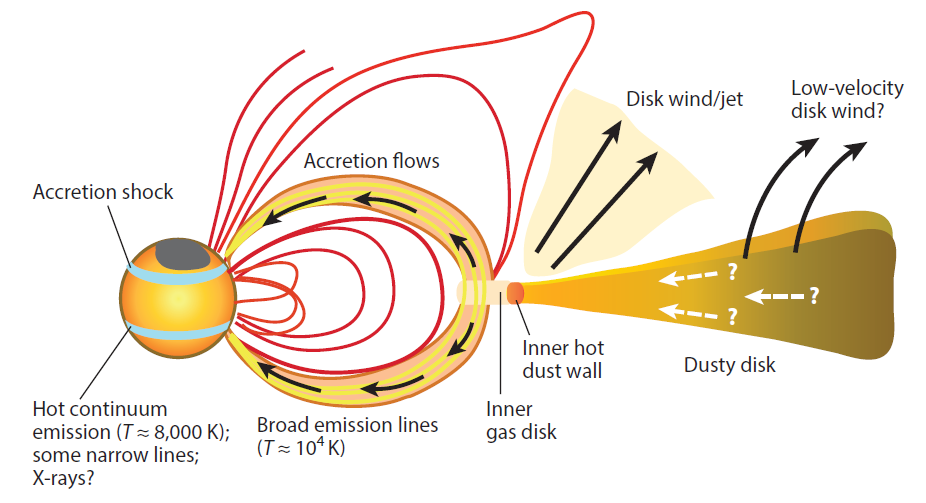 Disk wind/jet
Low-velocity
disk wind?
Accretion flows
Accretion shock
?
?
?
Inner hot
dust wall
Dusty disk
Hot continuum
emission (T ≈ 8,000 K);
some narrow lines;
X-rays?
Broad emission lines
(T ≈ 10⁴ K)
Inner
gas disk